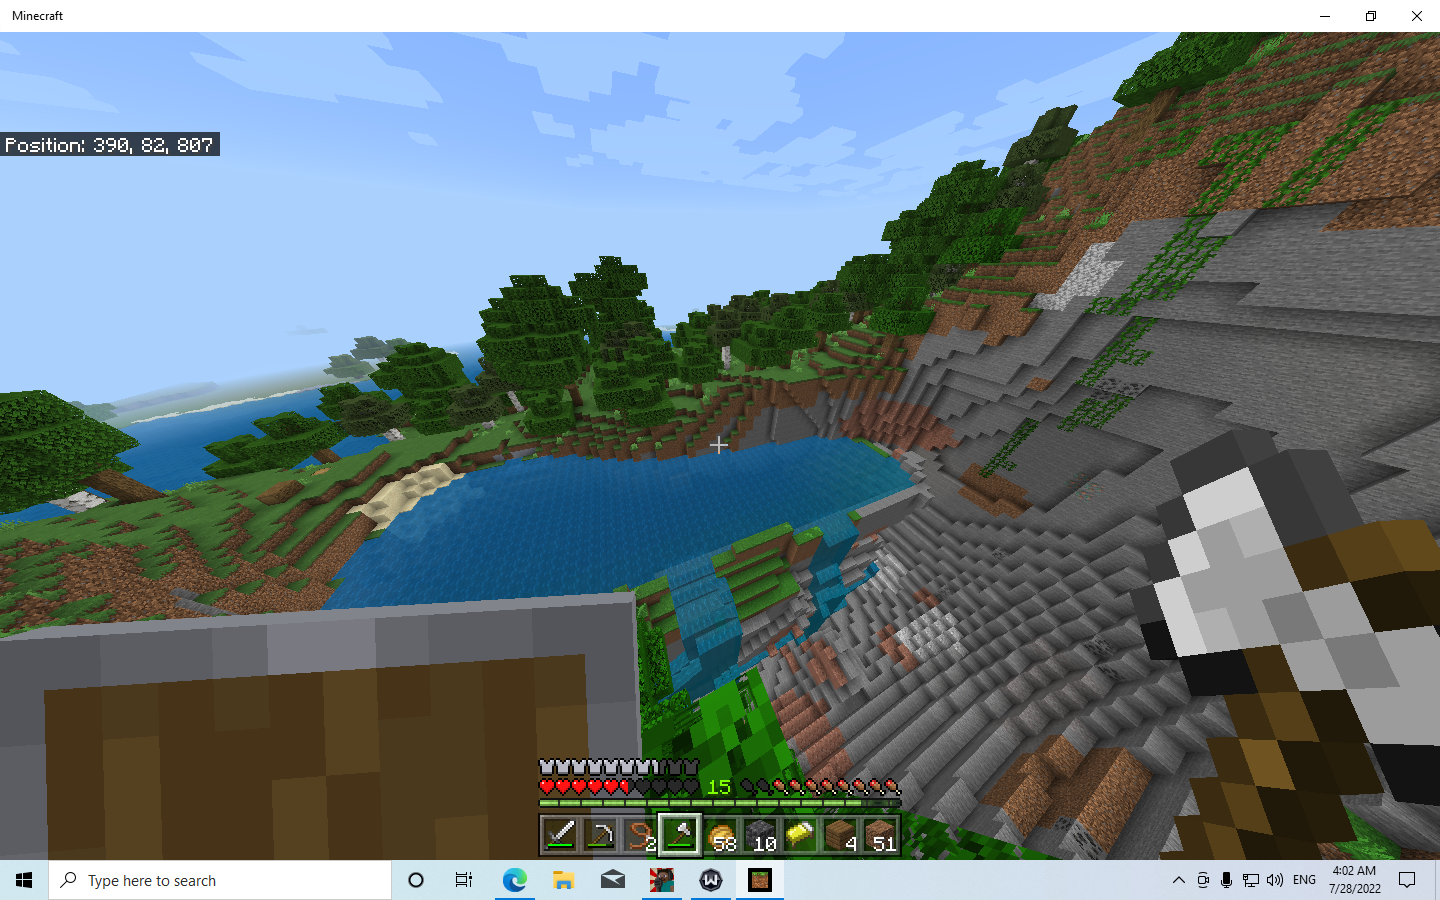 Minecraft
Position: 390, 82, 807
15
2 58 10 4 51
Type here to search
ENG
4:02 AM
7/28/2022